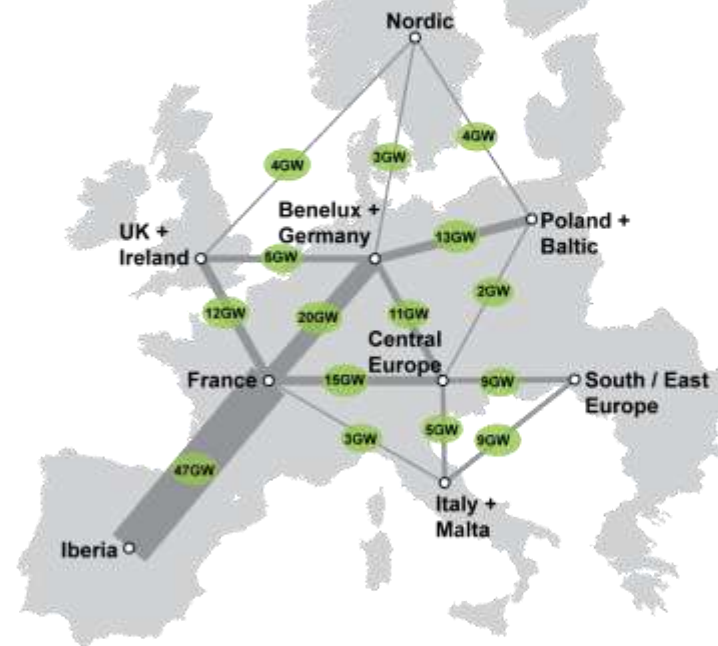 Nordic
4GW
3GW
4GW
Benelux +
Germany
UK +
Ireland
Poland +
Baltic
13GW
2GW
12GW
20GW
11GW
Central
Europe
France
15GW
9GW
South / East
Europe
3GW
5GW
9GW
47GW
Italy +
Malta
Iberia